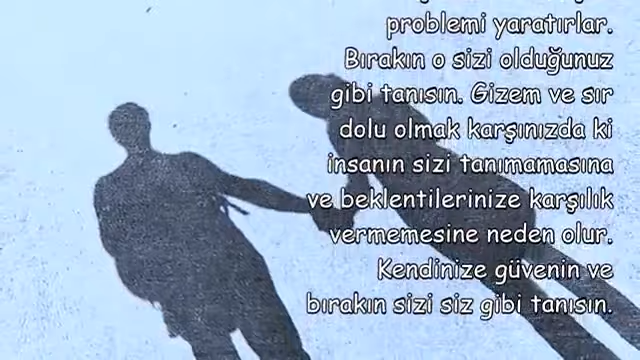 problemi yaratırlar.
Bırakın o sizi olduğunuz
gibi tanısın. Gizem ve sır
dolu olmak karşınızda ki
insanın sizi tanımamasına
ve beklentilerinize karşılık
vermemesine neden olur.
Kendinize güvenin ve
bırakın sizi siz gibi tanısın.